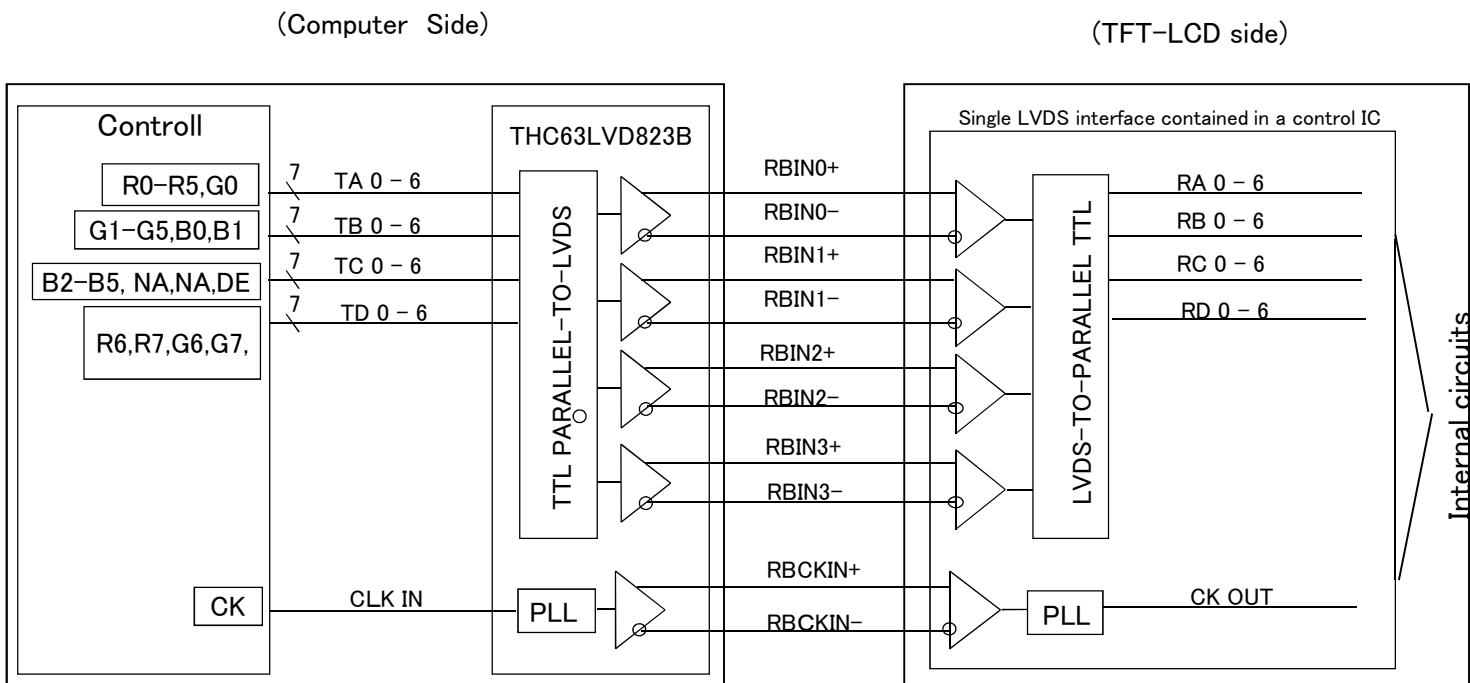 (Computer Side)
(TFT-LCD side)
Controll
THC63LVD823B
Single LVDS interface contained in a control IC
R0-R5,G0
7
TA 0 - 6
RBIN0+
RA 0 - 6
G1-G5,B0,B1
7
TB 0 - 6
RBIN0-
RB 0 - 6
B2-B5, NA,NA,DE
7
TC 0 - 6
RBIN1+
RC 0 - 6
R6,R7,G6,G7,
7
TD 0 - 6
RBIN1-
RD 0 - 6
TTL PARALLEL-TO-LVDS
RBIN2+
RBIN2-
RBIN3+
RBIN3-
LVDS-TO-PARALLEL TTL
Internal circuits
CK
CLK IN
PLL
RBCKIN+
RBCKIN-
PLL
CK OUT